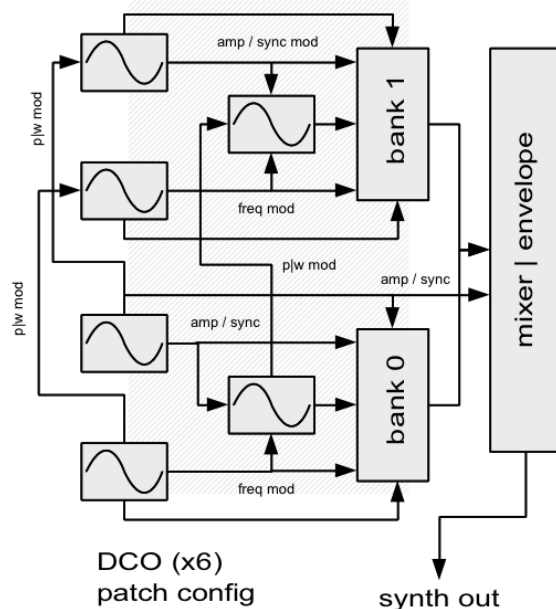 amp / sync mod
p|w mod
bank 1
mixer | envelope
freq mod
p|w mod
p|w mod
amp / sync
amp / sync
bank 0
freq mod
DCO (x6)
patch config
synth out